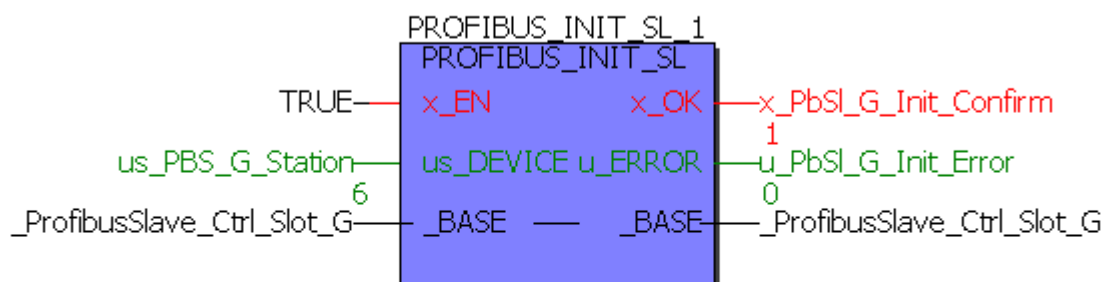 PROFIBUS_INIT_SL_1
PROFIBUS_INIT_SL
TRUE x_EN x_OK x_PbSl_G_Init_Confirm
1
us_PBS_G_Station us_DEVICE u_ERROR u_PbSl_G_Init_Error
6 0
_ProfibusSlave_Ctrl_Slot_G _BASE _BASE _ProfibusSlave_Ctrl_Slot_G